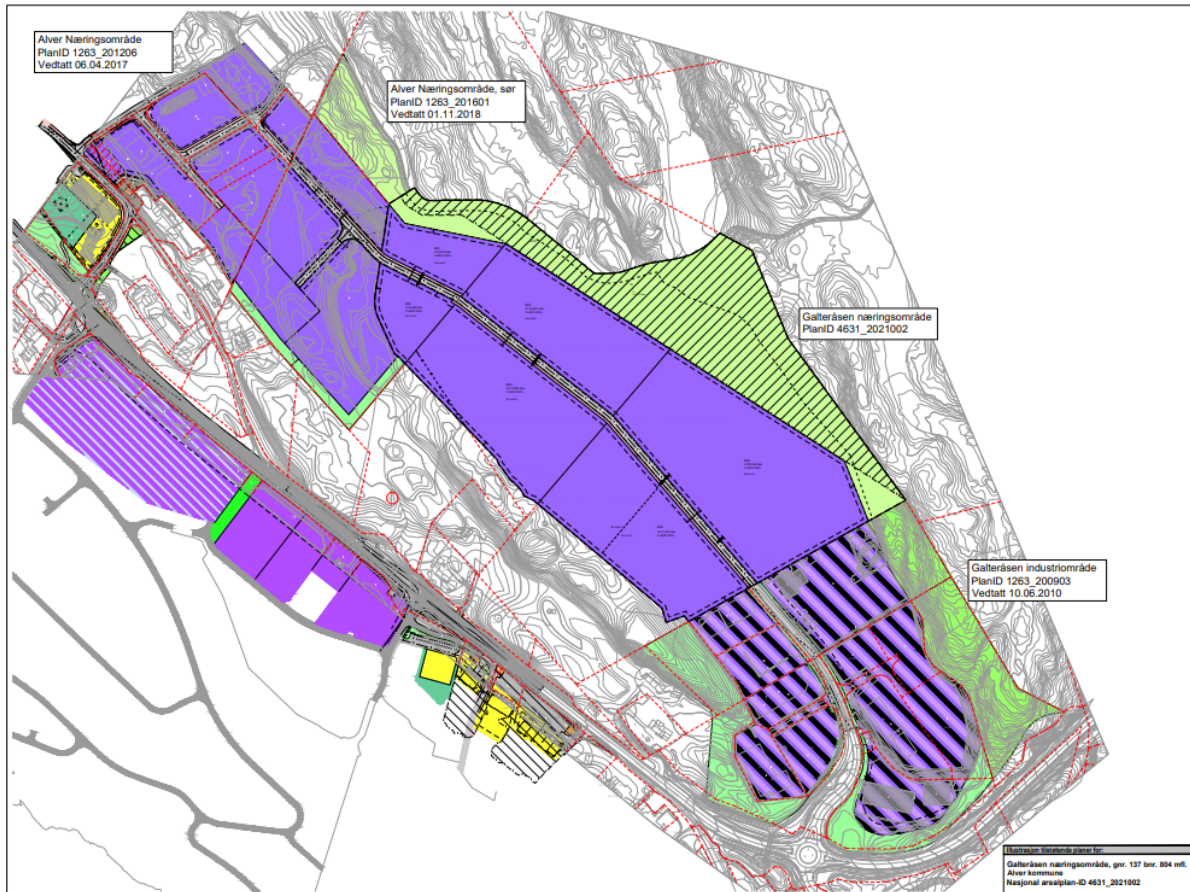 Alver Næringsområde
PlanID 1263_201206
Vedtatt 06.04.2017
Alver Næringsområde, sør
PlanID 1263_201601
Vedtatt 01.11.2018
Galteråsen næringsområde
PlanID 4631_2021002
Galteråsen industriområde
PlanID 1263_200903
Vedtatt 10.06.2010
Illustrasjon tilstøtende planer for:
Galteråsen næringsområde, gnr. 137 bnr. 804 mfl.
Alver kommune
Nasjonal arealplan-ID 4631_2021002